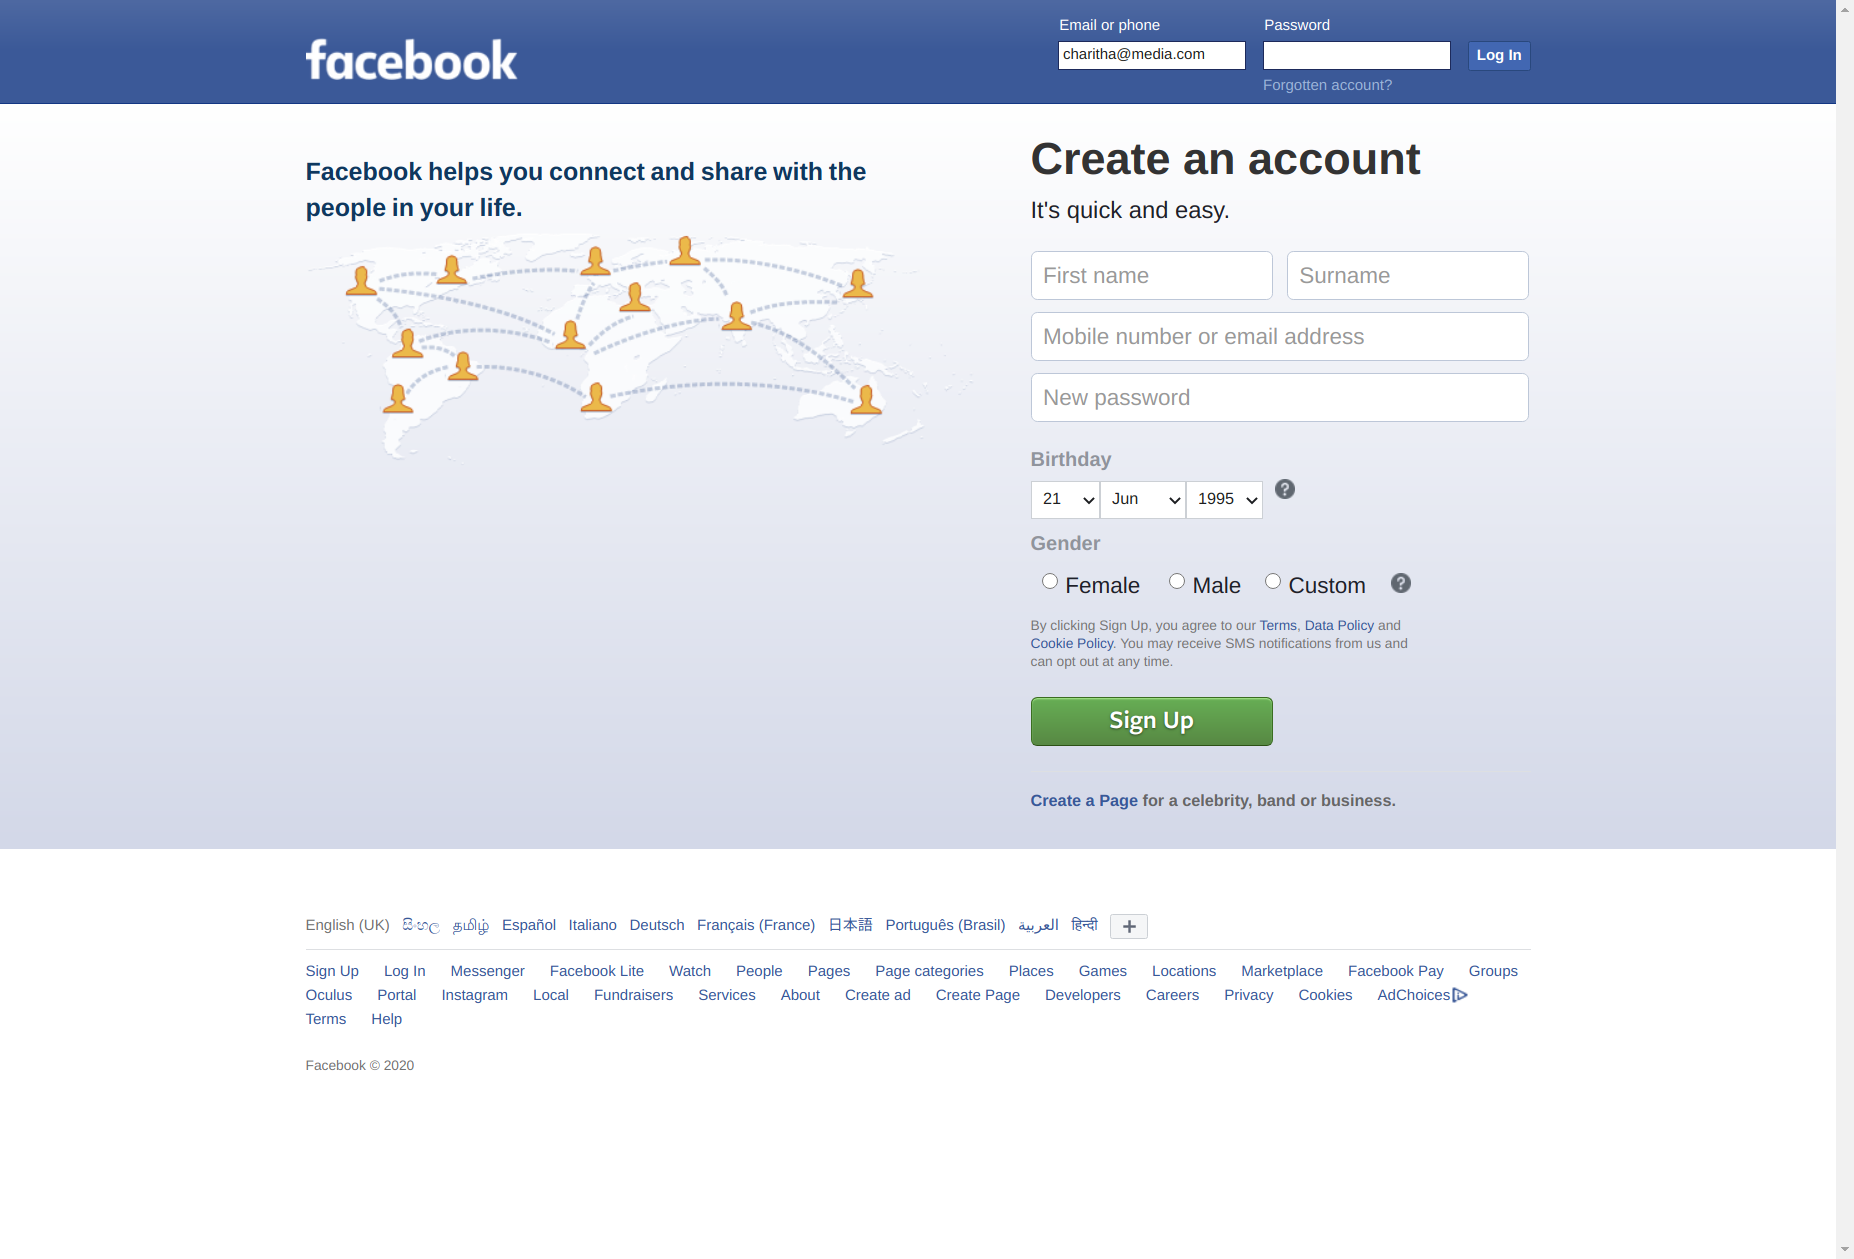 facebook
Email or phone
Password
charitha@media.com
Log In
Forgotten account?
Facebook helps you connect and share with the
people in your life.
Create an account
It's quick and easy.
First name
Surname
Mobile number or email address
New password
Birthday
21
Jun
1995
?
Gender
Female
Male
Custom
?
By clicking Sign Up, you agree to our Terms, Data Policy and
Cookie Policy. You may receive SMS notifications from us and
can opt out at any time.
Sign Up
Create a Page for a celebrity, band or business.
English (UK) සිංහල தமிழ் Español Italiano Deutsch Français (France) 日本語 Português (Brasil) العربية हिन्दी +
Sign Up Log In Messenger Facebook Lite Watch People Pages Page categories Places Games Locations Marketplace Facebook Pay Groups
Oculus Portal Instagram Local Fundraisers Services About Create ad Create Page Developers Careers Privacy Cookies AdChoices
Terms Help
Facebook © 2020